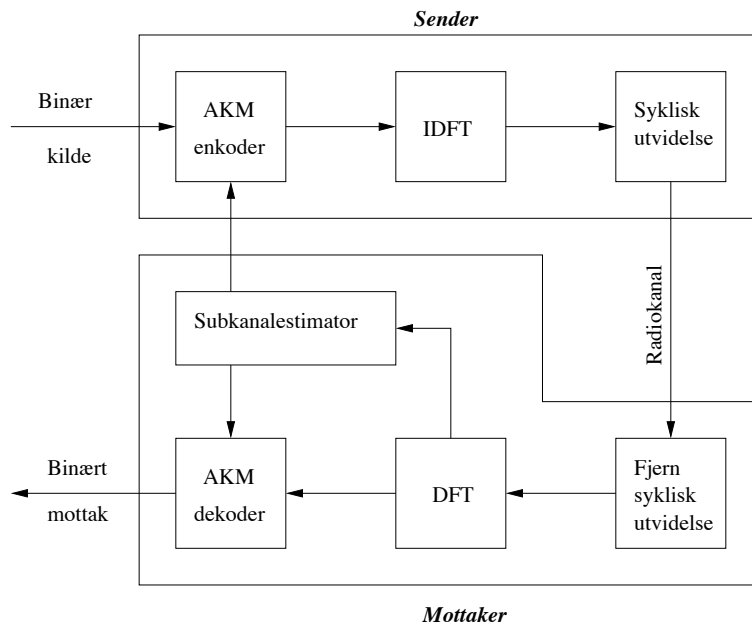 Sender
Binær
kilde
AKM
enkoder
IDFT
Syklisk
utvidelse
Radiokanal
Subkanalestimator
Binært
mottak
AKM
dekoder
DFT
Fjern
syklisk
utvidelse
Mottaker